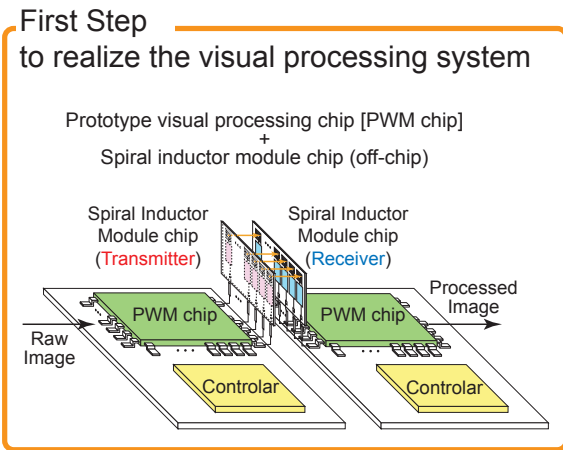 First Step
to realize the visual processing system
Prototype visual processing chip [PWM chip]
+
Spiral inductor module chip (off-chip)
Spiral Inductor
Module chip
(Transmitter)
Spiral Inductor
Module chip
(Receiver)
Processed
Image
PWM chip
PWM chip
Raw
Image
Controlar
Controlar